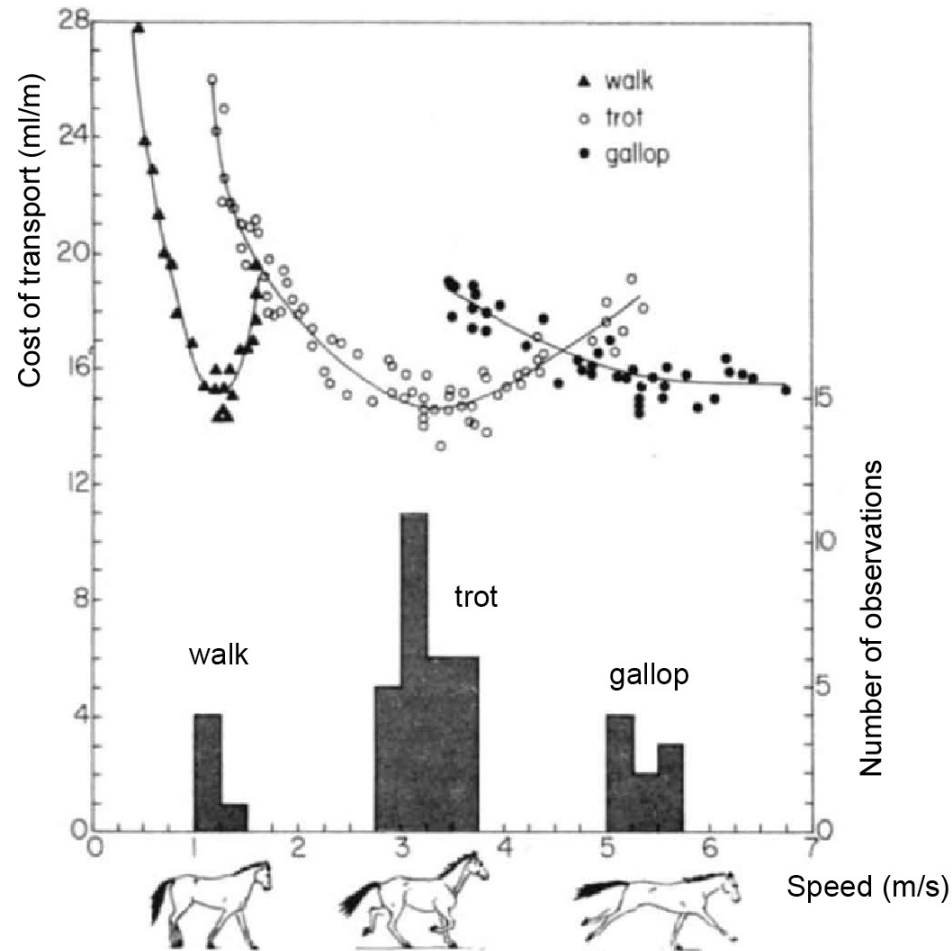 28
24
20
16
12
8
4
0
Cost of transport (ml/m)
▲ walk
○ trot
● gallop
15
10
5
0
Number of observations
walk
trot
gallop
0 1 2 3 4 5 6 7
Speed (m/s)